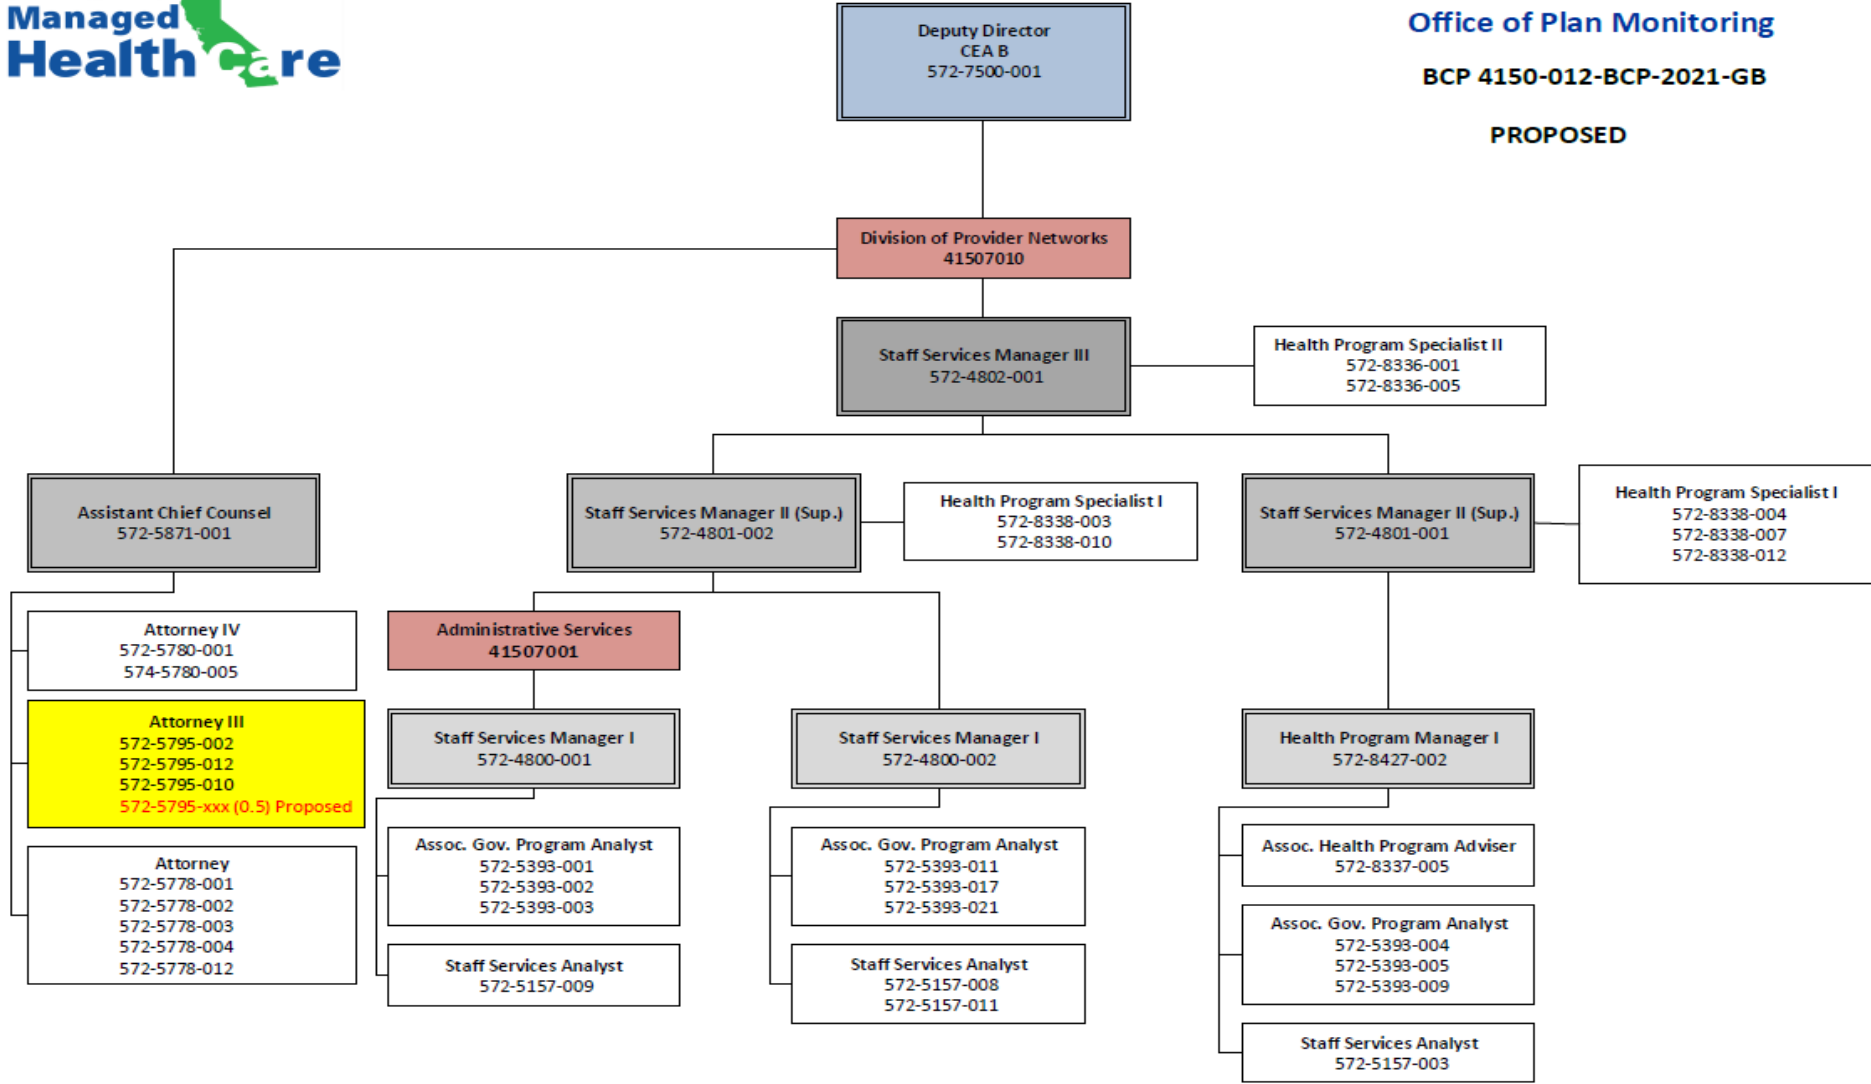 Managed
HealthCare
Deputy Director
CEA B
572-7500-001
Office of Plan Monitoring
BCP 4150-012-BCP-2021-GB
PROPOSED
Division of Provider Networks
41507010
Staff Services Manager III
572-4802-001
Health Program Specialist II
572-8336-001
572-8336-005
Assistant Chief Counsel
572-5871-001
Staff Services Manager II (Sup.)
572-4801-002
Health Program Specialist I
572-8338-003
572-8338-010
Staff Services Manager II (Sup.)
572-4801-001
Health Program Specialist I
572-8338-004
572-8338-007
572-8338-012
Attorney IV
572-5780-001
574-5780-005
Attorney III
572-5795-002
572-5795-012
572-5795-010
572-5795-xxx (0.5) Proposed
Attorney
572-5778-001
572-5778-002
572-5778-003
572-5778-004
572-5778-012
Administrative Services
41507001
Staff Services Manager I
572-4800-001
Assoc. Gov. Program Analyst
572-5393-001
572-5393-002
572-5393-003
Staff Services Analyst
572-5157-009
Staff Services Manager I
572-4800-002
Assoc. Gov. Program Analyst
572-5393-011
572-5393-017
572-5393-021
Staff Services Analyst
572-5157-008
572-5157-011
Health Program Manager I
572-8427-002
Assoc. Health Program Adviser
572-8337-005
Assoc. Gov. Program Analyst
572-5393-004
572-5393-005
572-5393-009
Staff Services Analyst
572-5157-003